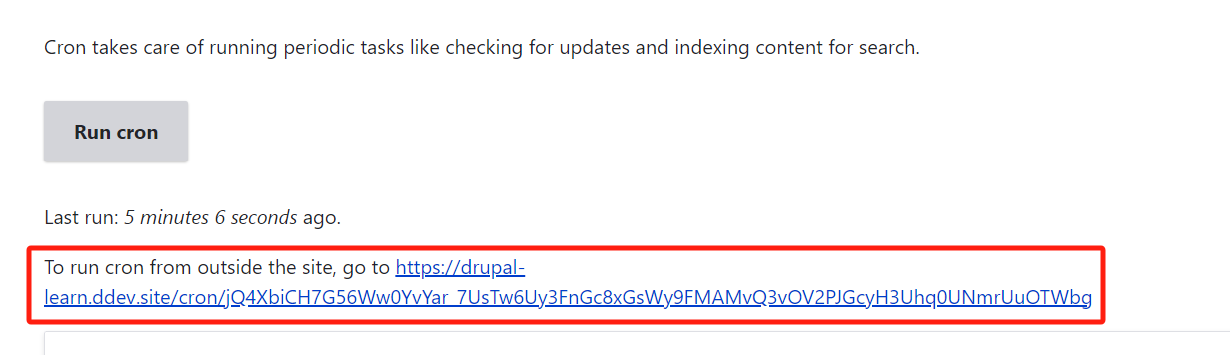 Cron takes care of running periodic tasks like checking for updates and indexing content for search.
Run cron
Last run: 5 minutes 6 seconds ago.
To run cron from outside the site, go to https://drupal-
learn.ddev.site/cron/jQ4XbiCH7G56Ww0YvYar_7UsTw6Uy3FnGc8xGsWy9FMAMvQ3vOV2PJGcyH3Uhq0UNmrUuOTWbg